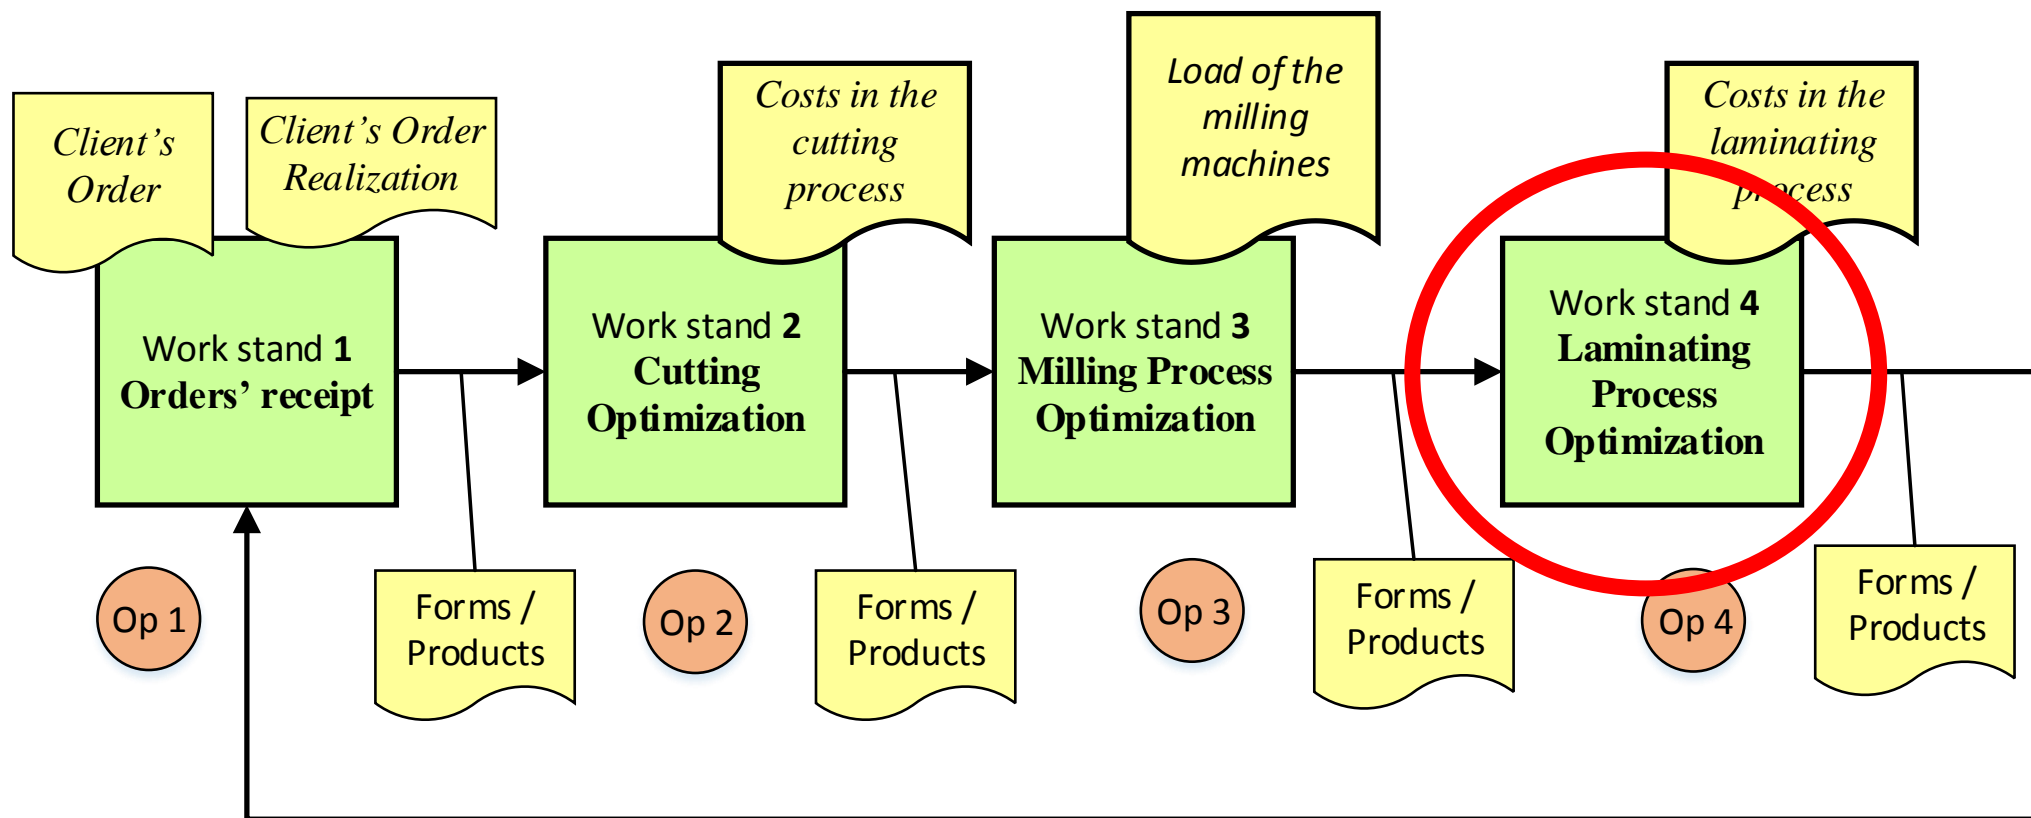 Client's
Order
Client's Order
Realization
Costs in the
cutting
process
Load of the
milling
machines
Costs in the
laminating
process
Work stand 1
Orders' receipt
Work stand 2
Cutting
Optimization
Work stand 3
Milling Process
Optimization
Work stand 4
Laminating
Process
Optimization
Op 1
Forms /
Products
Op 2
Forms /
Products
Op 3
Forms /
Products
Op 4
Forms /
Products